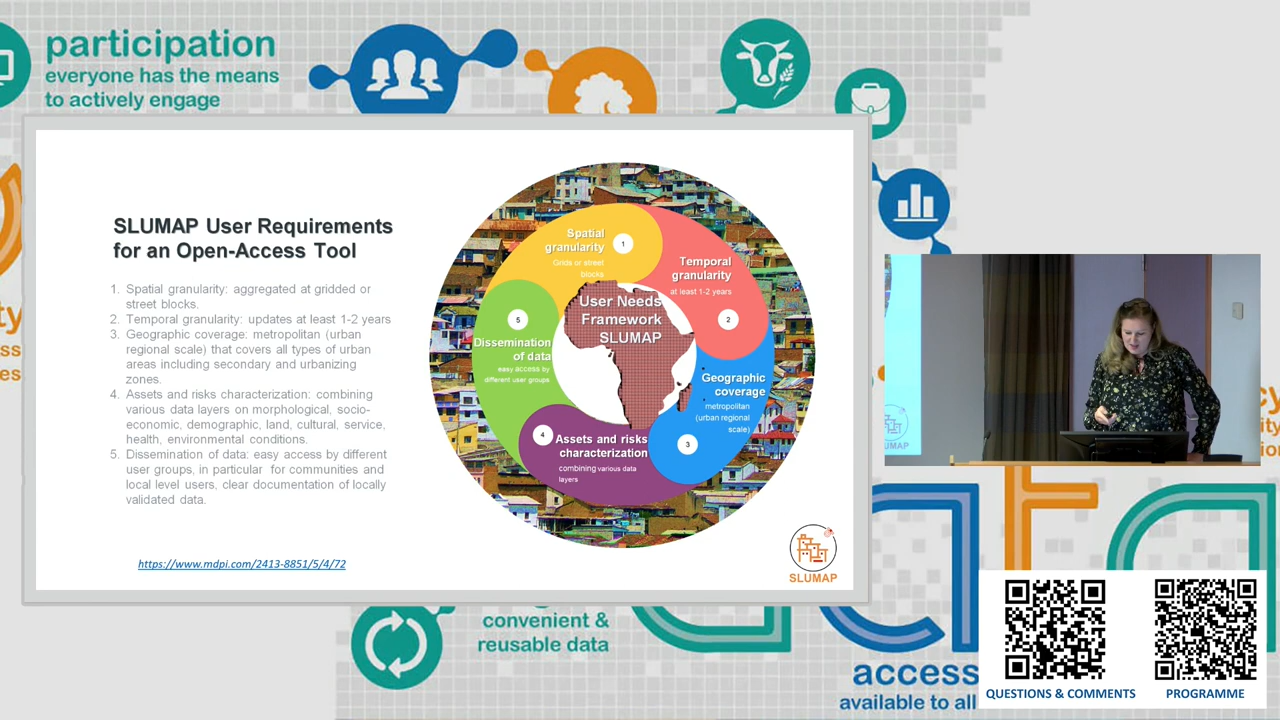 participation
everyone has the means
to actively engage
SLUMAP User Requirements
for an Open-Access Tool
1. Spatial granularity: aggregated at gridded or
street blocks.
2. Temporal granularity: updates at least 1-2 years
3. Geographic coverage: metropolitan (urban
regional scale) that covers all types of urban
areas including secondary and urbanizing
zones.
4. Assets and risks characterization: combining
various data layers on morphological, socio-
economic, demographic, land, cultural, service,
health, environmental conditions.
5. Dissemination of data: easy access by different
user groups, in particular for communities and
local level users, clear documentation of locally
validated data.
https://www.mdpi.com/2413-8851/5/4/72
Spatial
granularity
Grids or street
blocks
1
Temporal
granularity
at least 1-2 years
2
Geographic
coverage
metropolitan
(urban regional
scale)
3
Assets and risks
characterization
combining various data
layers
4
Dissemination
of data
easy access by
different user groups
5
User Needs
Framework
SLUMAP
SLUMAP
convenient &
reusable data
access
available to all
QUESTIONS & COMMENTS
PROGRAMME